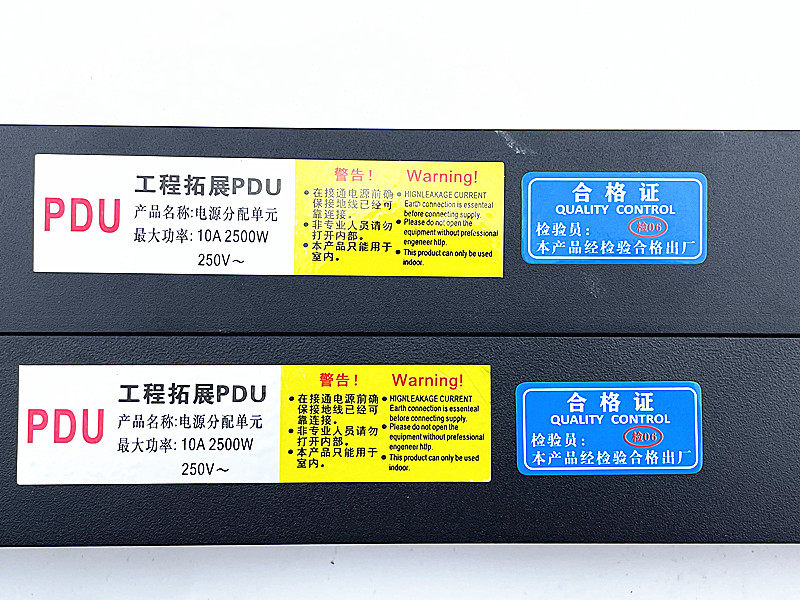 PDU
工程拓展PDU
产品名称:电源分配单元
最大功率: 10A 2500W
250V～
警告！
● 在接通电源前确
保接地线已经可
靠连接。
● 非专业人员请勿
打开内部。
● 本产品只能用于
室内。
Warning!
● HIGNLEAKAGE CURRENT
Earth connection is essenteal
before connecting supply.
● Please do not open the
equipment without prefessional
engeneer htlp.
● This product can only be used
indoor.
合格证
QUALITY CONTROL
检验员： 检06
本产品经检验合格出厂
PDU
工程拓展PDU
产品名称:电源分配单元
最大功率: 10A 2500W
250V～
警告！
● 在接通电源前确
保接地线已经可
靠连接。
● 非专业人员请勿
打开内部。
● 本产品只能用于
室内。
Warning!
● HIGNLEAKAGE CURRENT
Earth connection is essenteal
before connecting supply.
● Please do not open the
equipment without prefessional
engeneer htlp.
● This product can only be used
indoor.
合格证
QUALITY CONTROL
检验员： 检06
本产品经检验合格出厂